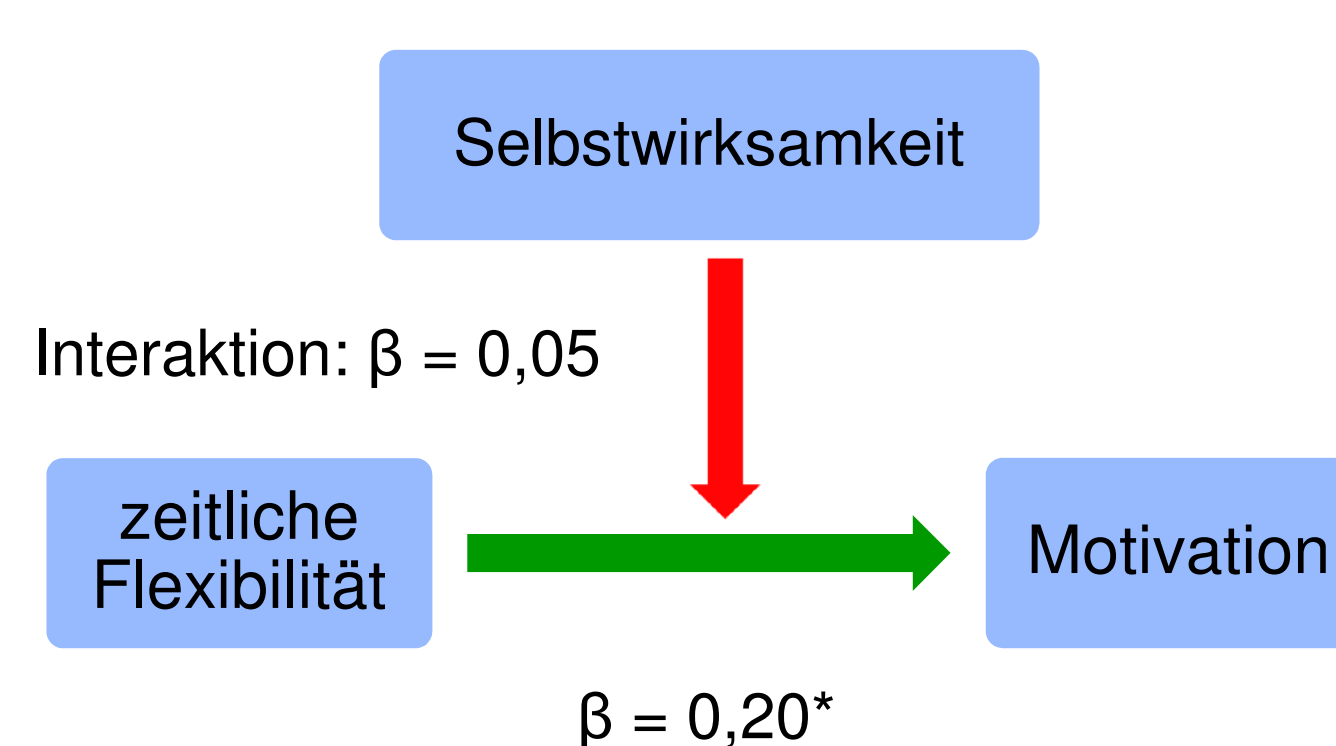 Selbstwirksamkeit
Interaktion: β = 0,05
zeitliche
Flexibilität
Motivation
β = 0,20*